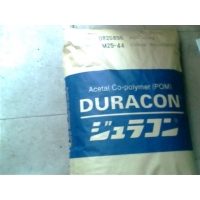 M25-44
Acetal Co-polymer (POM)
DURACON
ジュラコン